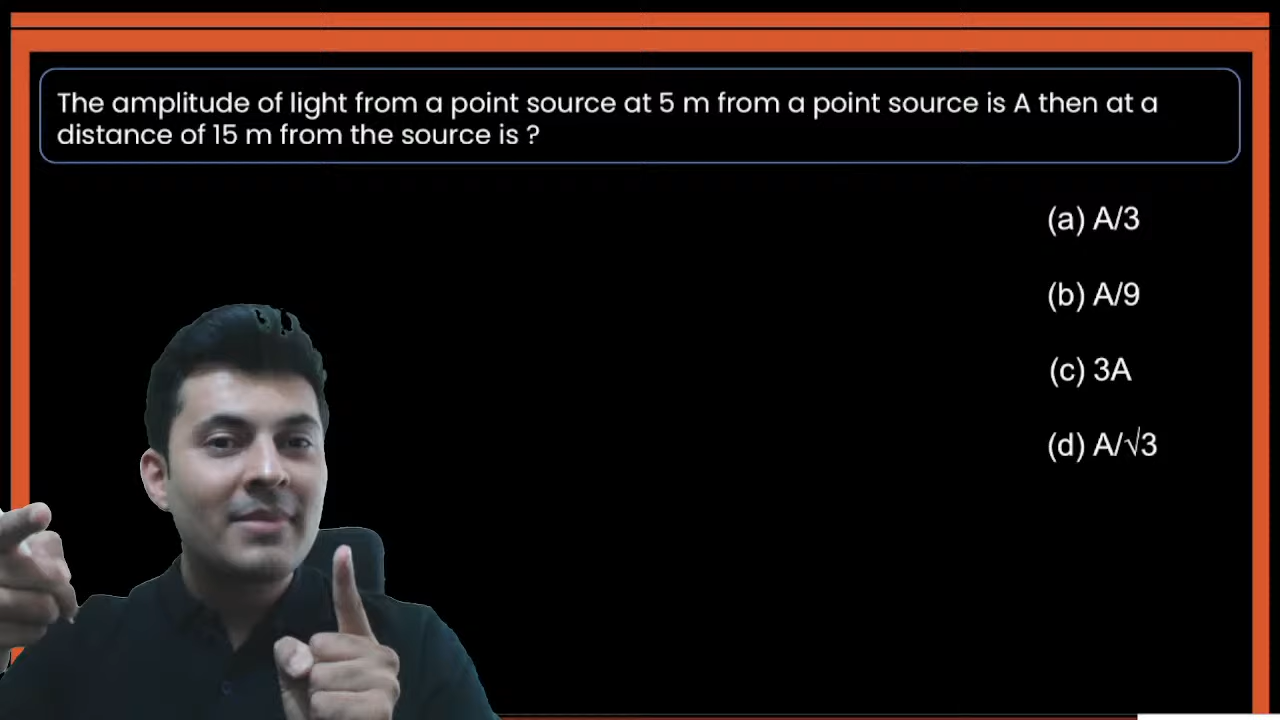 The amplitude of light from a point source at 5 m from a point source is A then at a
distance of 15 m from the source is ?
(a) A/3
(b) A/9
(c) 3A
(d) A/√3